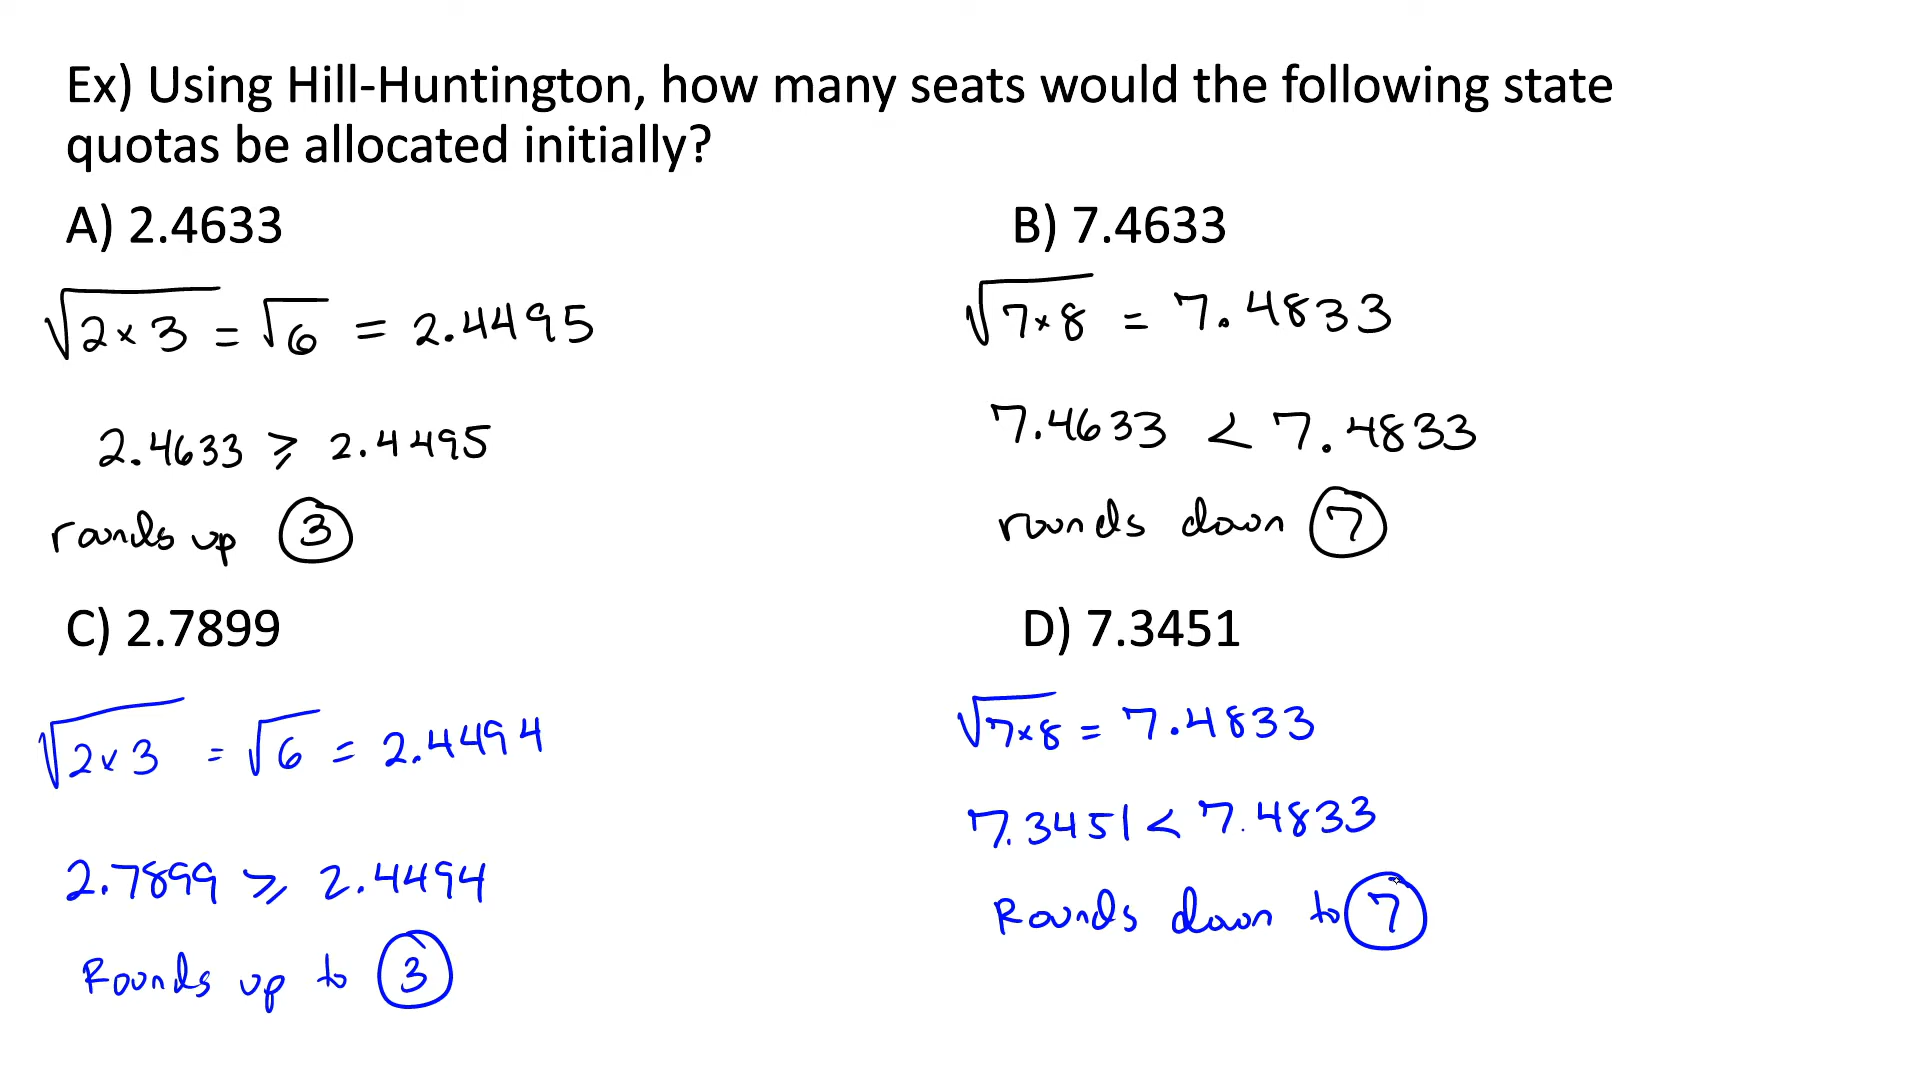 Ex) Using Hill-Huntington, how many seats would the following state
quotas be allocated initially?
A) 2.4633
√2×3 = √6 = 2.4495
2.4633 ≥ 2.4495
rounds up 3
B) 7.4633
√7×8 = 7.4833
7.4633 < 7.4833
rounds down 7
C) 2.7899
√2×3 = √6 = 2.4494
2.7899 ≥ 2.4494
Rounds up to 3
D) 7.3451
√7×8 = 7.4833
7.3451 < 7.4833
Rounds down to 7